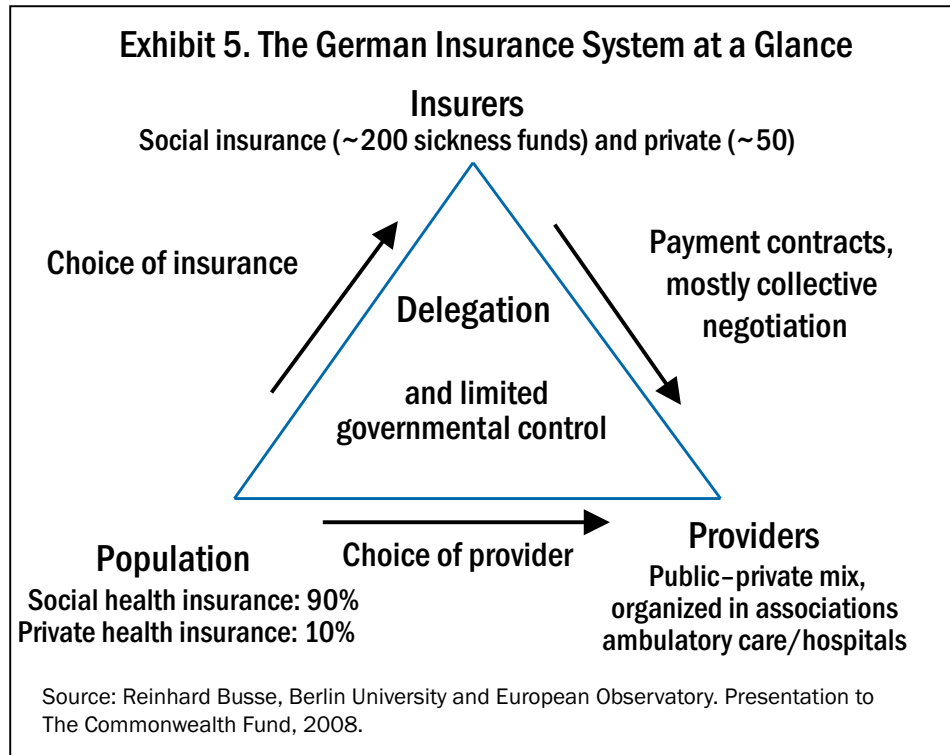 Exhibit 5. The German Insurance System at a Glance
Insurers
Social insurance (~200 sickness funds) and private (~50)
Choice of insurance
Payment contracts,
mostly collective
negotiation
Delegation
and limited
governmental control
Choice of provider
Population
Social health insurance: 90%
Private health insurance: 10%
Providers
Public–private mix,
organized in associations
ambulatory care/hospitals
Source: Reinhard Busse, Berlin University and European Observatory. Presentation to
The Commonwealth Fund, 2008.